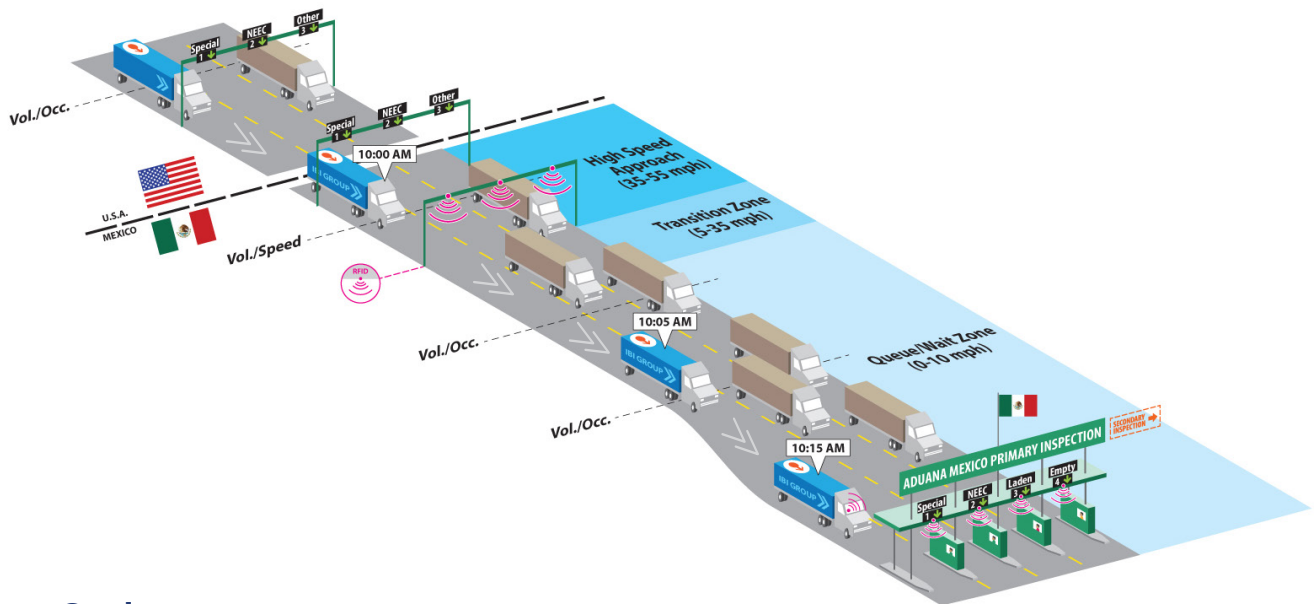 Special
1
NEEC
2
Other
3
Vol./Occ.
Special
1
NEEC
2
Other
3
10:00 AM
IBI GROUP
High Speed
Approach
(35-55 mph)
U.S.A.
MEXICO
Transition Zone
(5-35 mph)
Vol./Speed
RFID
10:05 AM
IBI GROUP
Vol./Occ.
Queue/Wait Zone
(0-10 mph)
Vol./Occ.
10:15 AM
IBI GROUP
ADUANA MEXICO PRIMARY INSPECTION
SECONDARY
INSPECTION
Special
1
NEEC
2
Laden
3
Empty
4